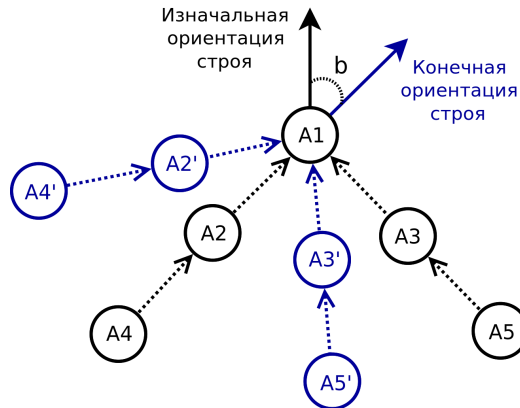 Изначальная
ориентация
строя
b
Конечная
ориентация
строя
A1
A2'
A4'
A2
A3
A3'
A4
A5
A5'